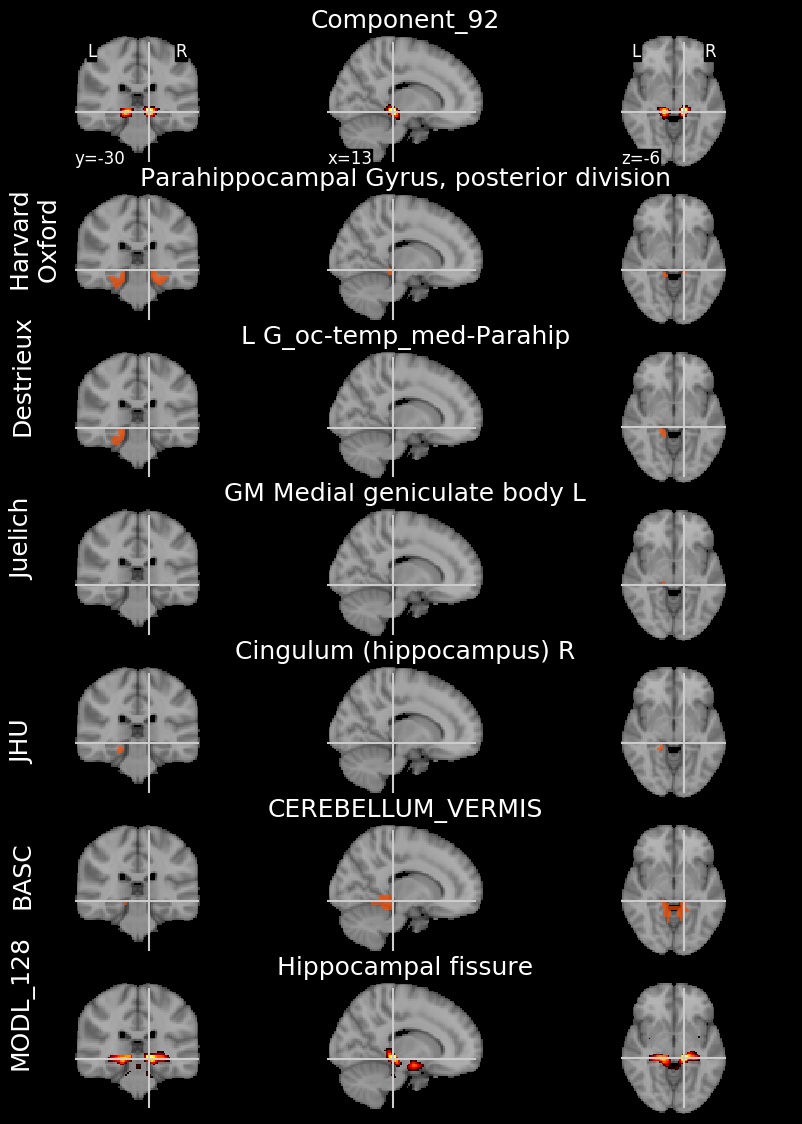 Component_92
L R
L R
y=-30
x=13
z=-6
Parahippocampal Gyrus, posterior division
Harvard
Oxford
L G_oc-temp_med-Parahip
Destrieux
GM Medial geniculate body L
Juelich
Cingulum (hippocampus) R
JHU
CEREBELLUM_VERMIS
BASC
Hippocampal fissure
MODL_128